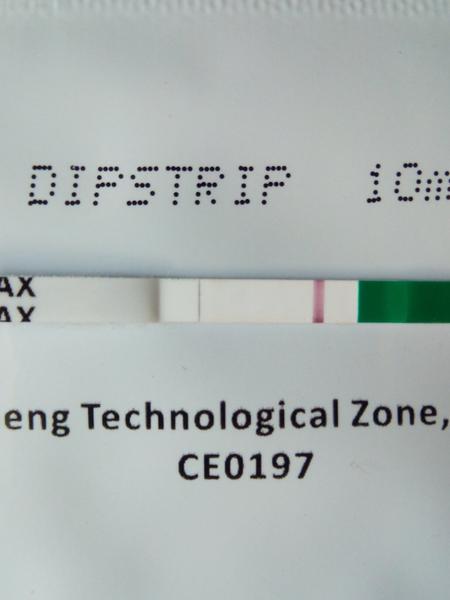 DIPSTRIP 10m
AX
AX
eng Technological Zone,
CE0197